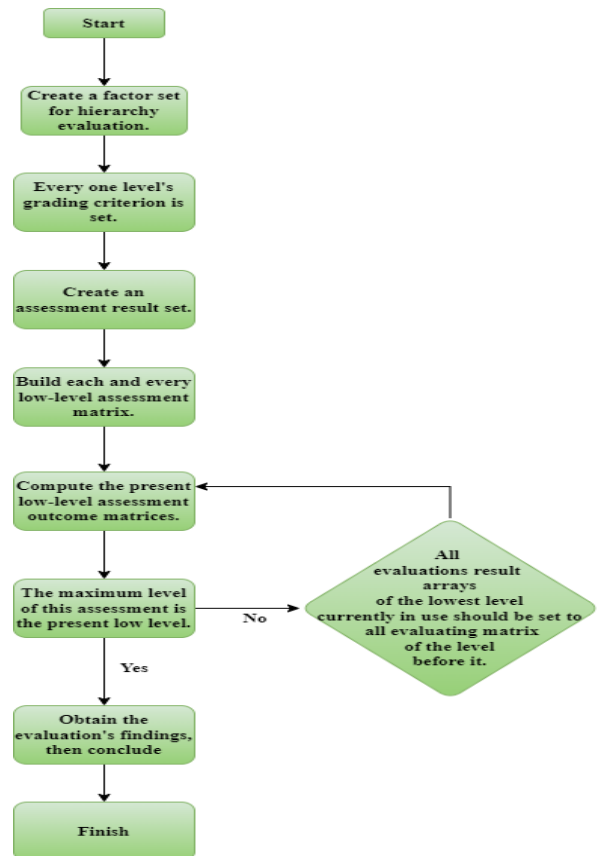 Start
Create a factor set
for hierarchy
evaluation.
Every one level's
grading criterion is
set.
Create an
assessment result set.
Build each and every
low-level assessment
matrix.
Compute the present
low-level assessment
outcome matrices.
The maximum level
of this assessment is
the present low level.
No
All
evaluations result
arrays
of the lowest level
currently in use should be set to
all evaluating matrix
of the level
before it.
Yes
Obtain the
evaluation's findings,
then conclude
Finish